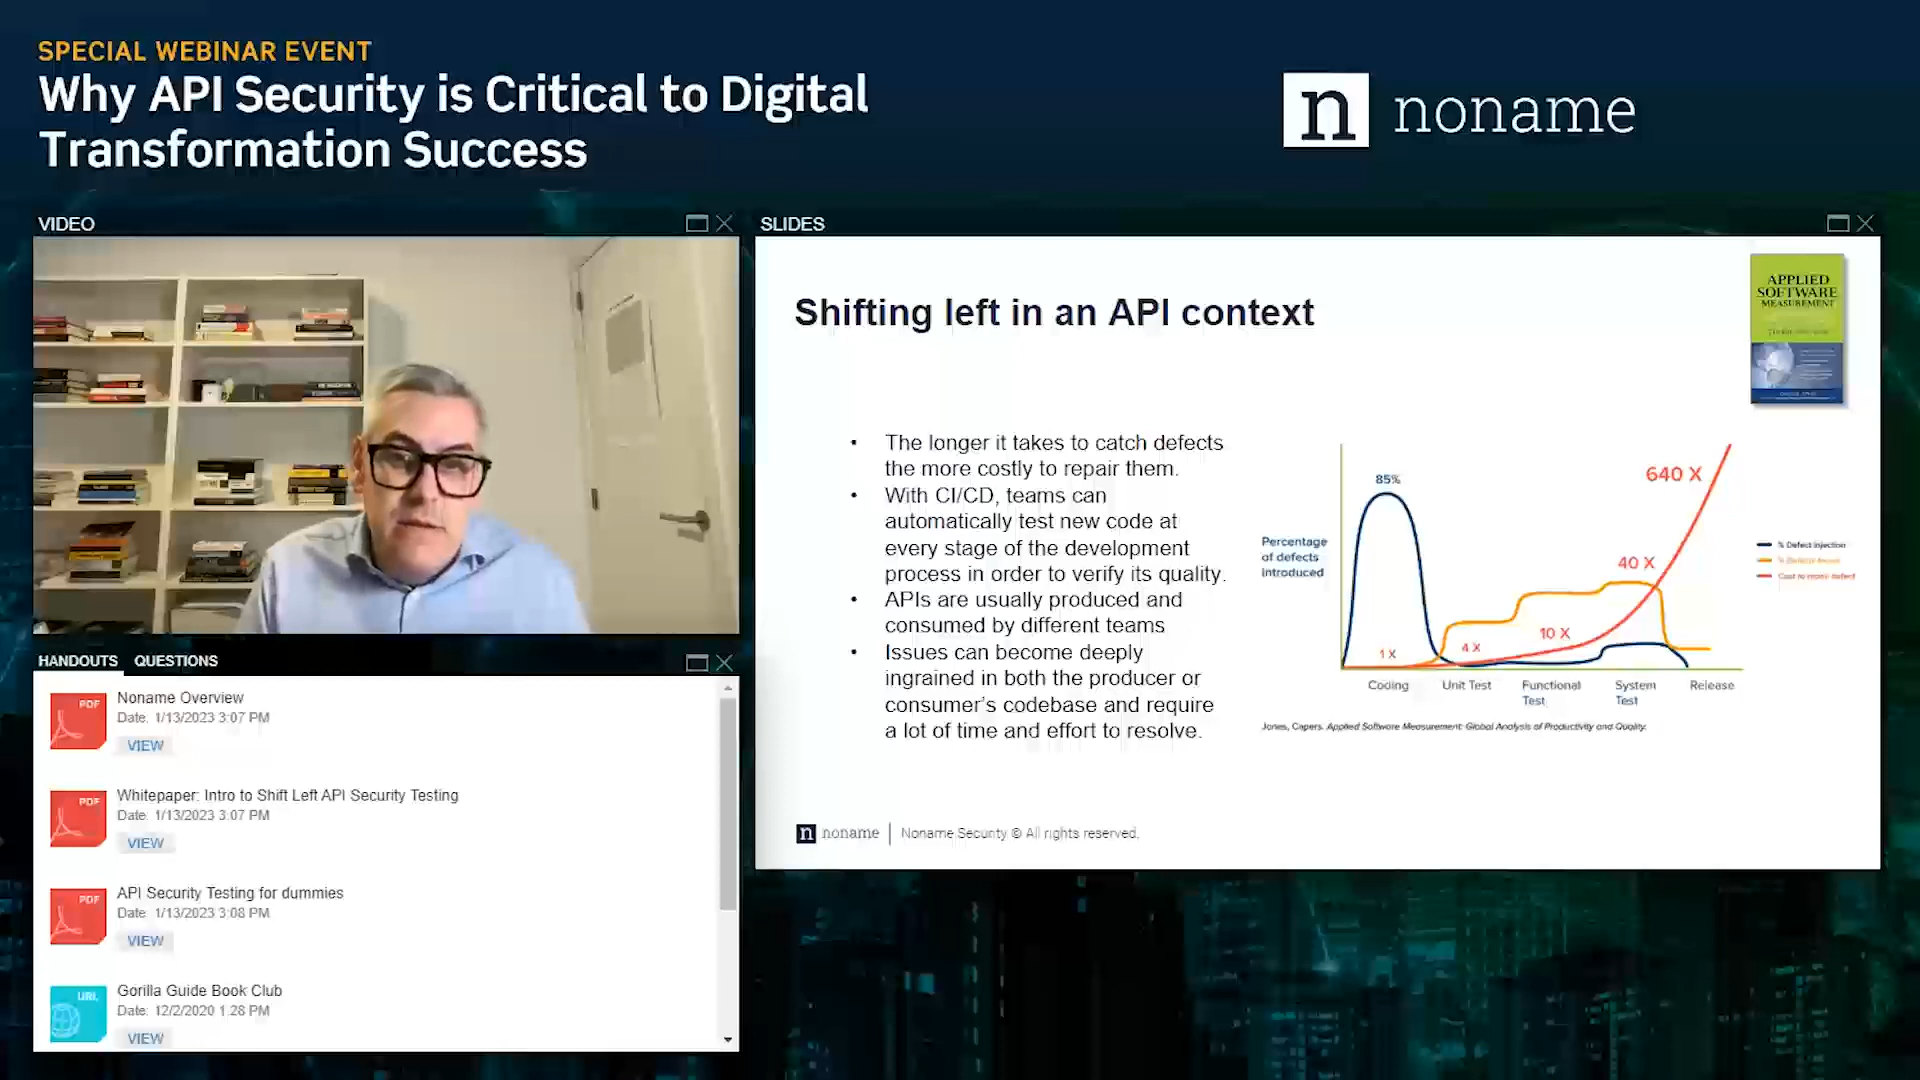 SPECIAL WEBINAR EVENT
Why API Security is Critical to Digital
Transformation Success
n noname
VIDEO
SLIDES
Shifting left in an API context
APPLIED
SOFTWARE
MEASUREMENT
• The longer it takes to catch defects
the more costly to repair them.
• With CI/CD, teams can
automatically test new code at
every stage of the development
process in order to verify its quality.
• APIs are usually produced and
consumed by different teams
• Issues can become deeply
ingrained in both the producer or
consumer's codebase and require
a lot of time and effort to resolve.
Percentage
of defects
introduced
85%
1 X
4 X
10 X
40 X
640 X
Coding
Unit Test
Functional
Test
System
Test
Release
% Defect injection
Cost to repair defect
Jones, Capers. Applied Software Measurement: Global Analysis of Productivity and Quality.
n noname | Noname Security © All rights reserved.
HANDOUTS QUESTIONS
PDF
Noname Overview
Date: 1/13/2023 3:07 PM
VIEW
PDF
Whitepaper: Intro to Shift Left API Security Testing
Date: 1/13/2023 3:07 PM
VIEW
PDF
API Security Testing for dummies
Date: 1/13/2023 3:08 PM
VIEW
URL
Gorilla Guide Book Club
Date: 12/2/2020 1:28 PM
VIEW